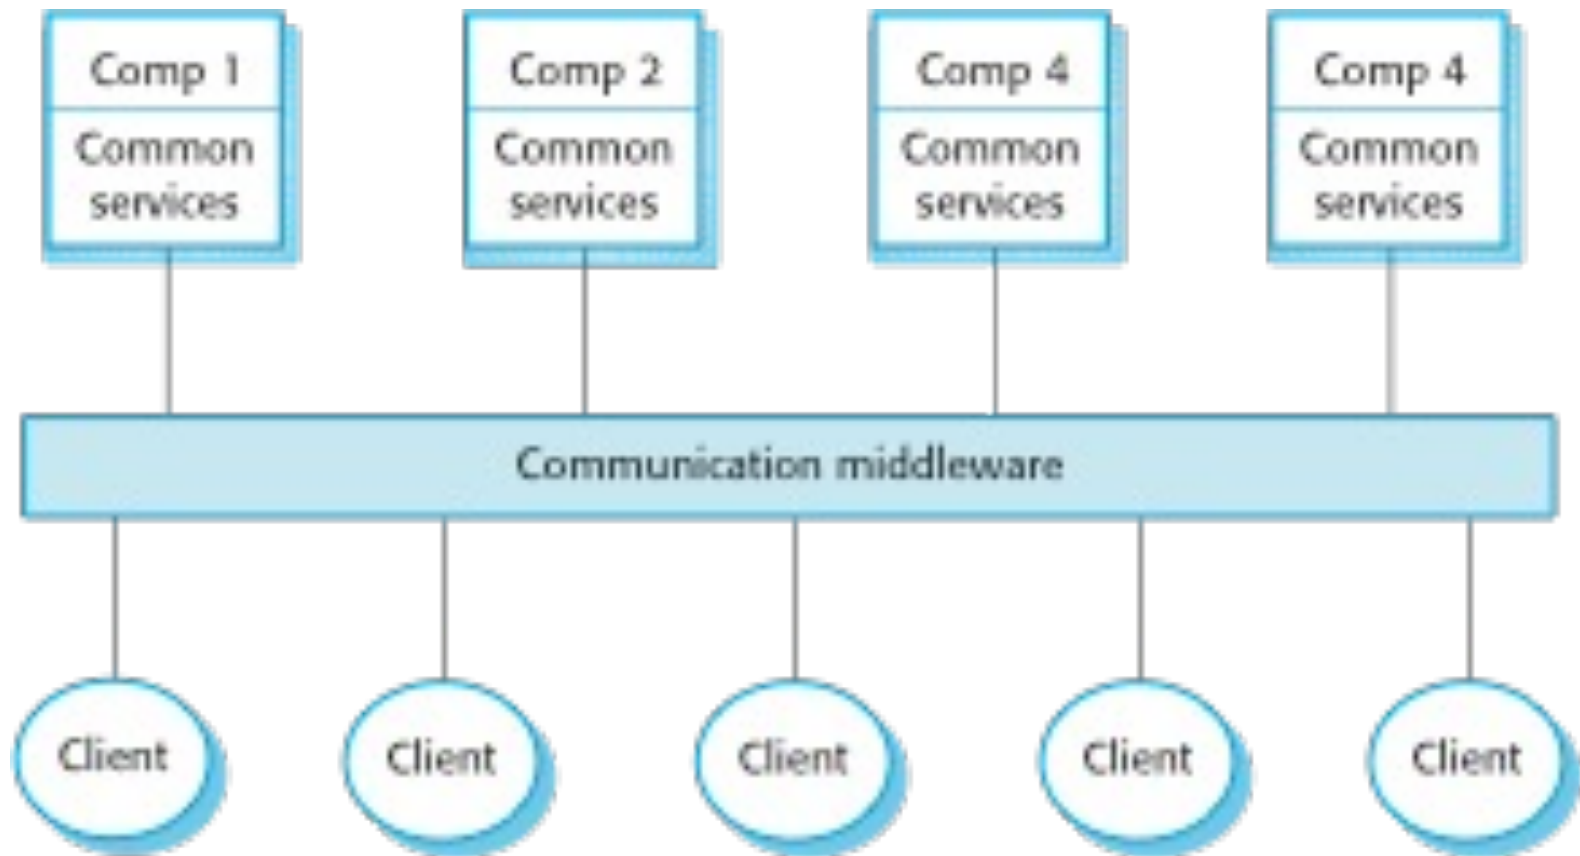 Comp 1
Common
services
Comp 2
Common
services
Comp 4
Common
services
Comp 4
Common
services
Communication middleware
Client
Client
Client
Client
Client